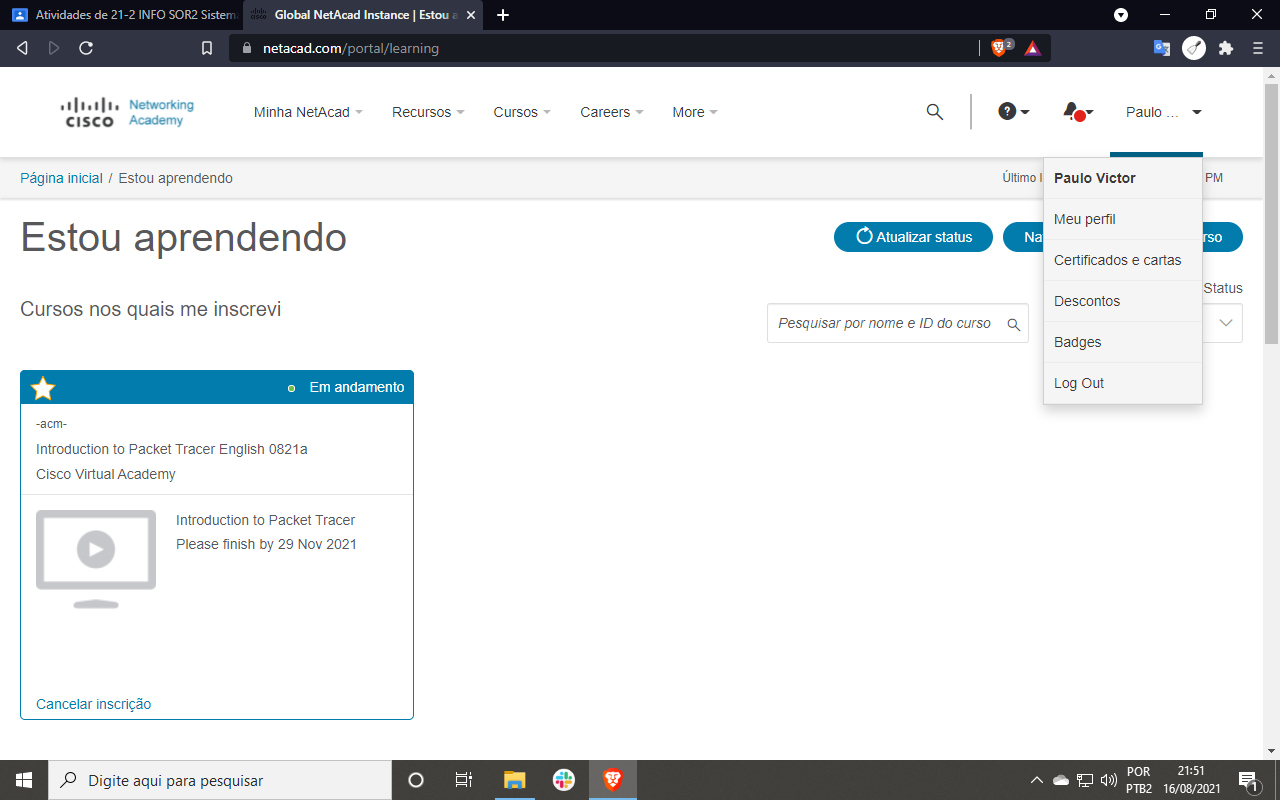 Atividades de 21-2 INFO SOR2 Sistem
Global NetAcad Instance | Estou a
netacad.com/portal/learning
2
CISCO
Networking
Academy
Minha NetAcad
Recursos
Cursos
Careers
More
Paulo ...
Página inicial / Estou aprendendo
Último
PM
Paulo Victor
Meu perfil
Certificados e cartas
Descontos
Badges
Log Out
Estou aprendendo
Atualizar status
Na
rso
Cursos nos quais me inscrevi
Status
Pesquisar por nome e ID do curso
Em andamento
-acm-
Introduction to Packet Tracer English 0821a
Cisco Virtual Academy
Introduction to Packet Tracer
Please finish by 29 Nov 2021
Cancelar inscrição
Digite aqui para pesquisar
POR
PTB2
21:51
16/08/2021
1